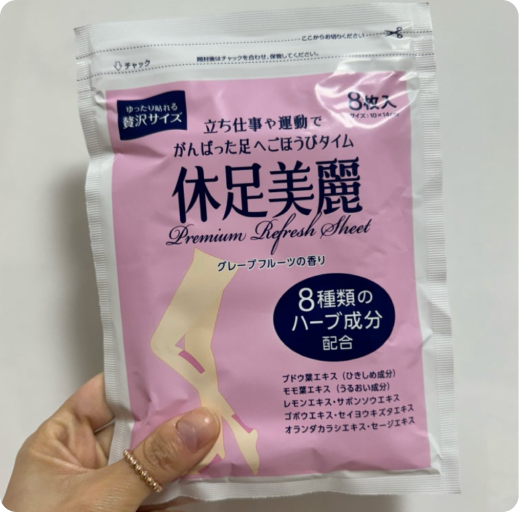 ここからお切りください
開封後はチャックを合わせ、保管してください。
チャック
ゆったり貼れる
贅沢サイズ
8枚入
サイズ:10×14cm
立ち仕事や運動で
がんばった足へごほうびタイム
休足美麗
Premium Refresh Sheet
グレープフルーツの香り
8種類の
ハーブ成分
配合
ブドウ葉エキス(ひきしめ成分)
モモ葉エキス(うるおい成分)
レモンエキス・サボンソウエキス
ゴボウエキス・セイヨウキズタエキス
オランダカラシエキス・セージエキス